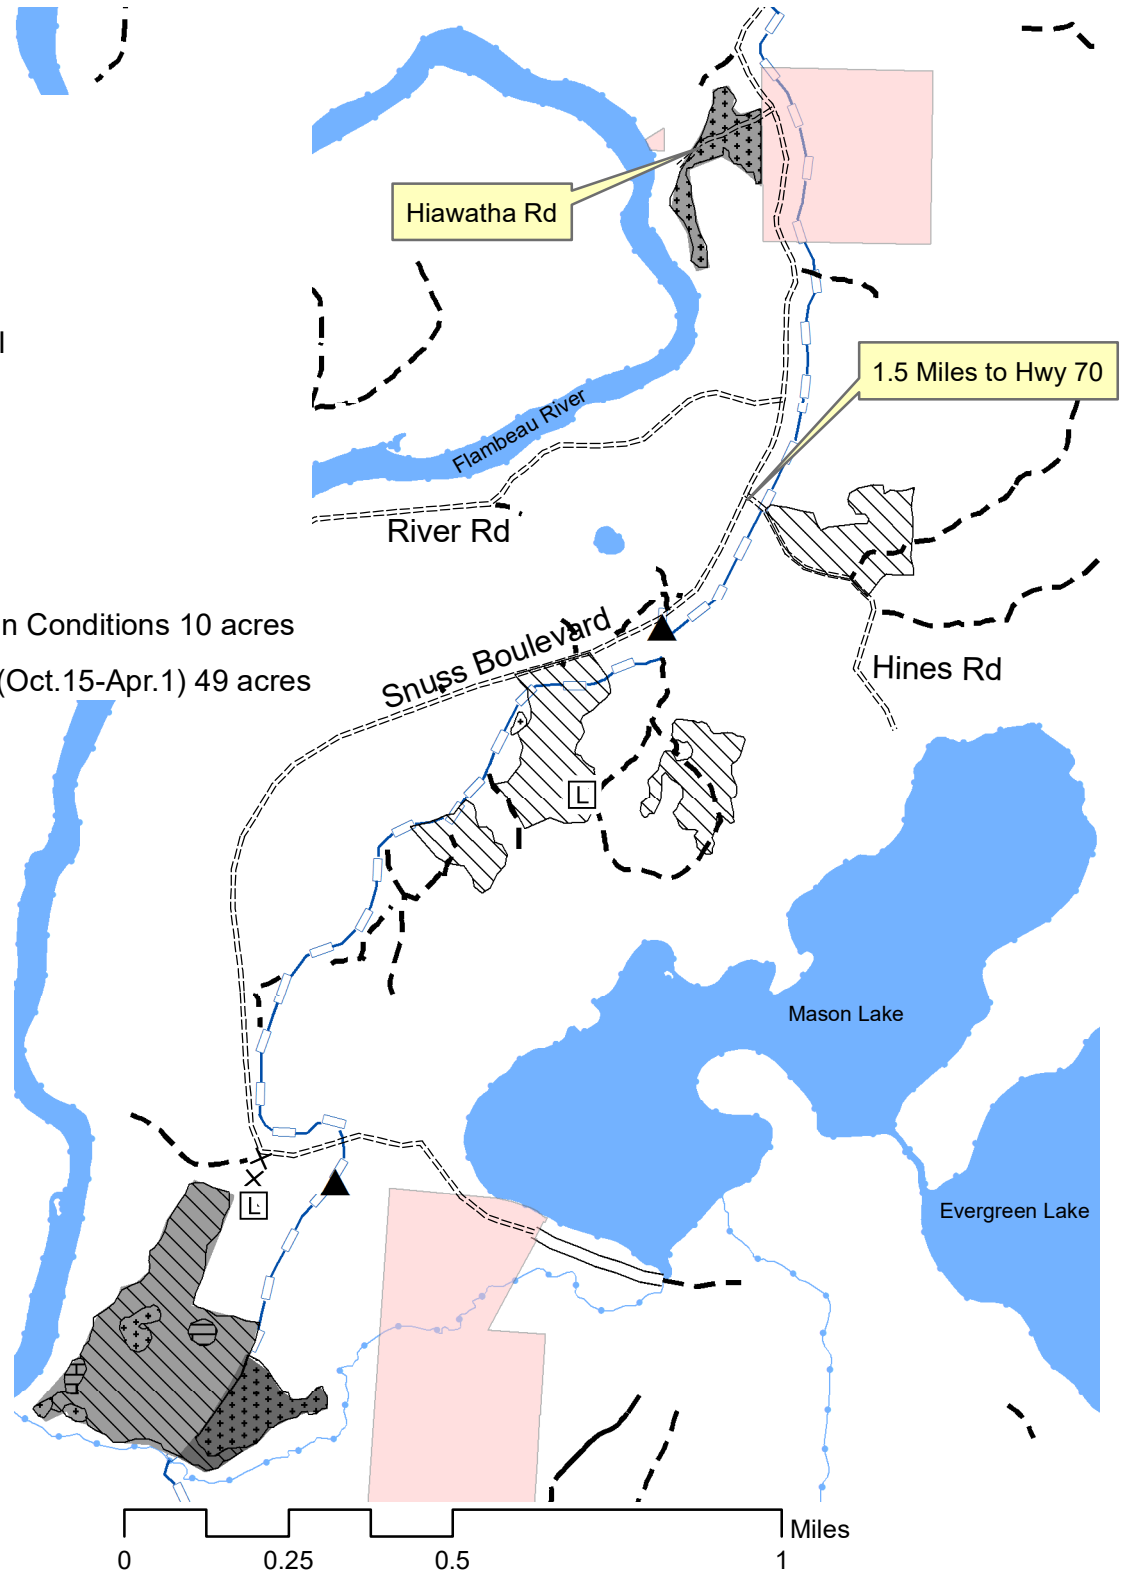 Hiawatha Rd
l
1.5 Miles to Hwy 70
Flambeau River
River Rd
n Conditions 10 acres
Snuss Boulevard
Hines Rd
(Oct.15-Apr.1) 49 acres
L
Mason Lake
L
Evergreen Lake
Miles
0 0.25 0.5 1